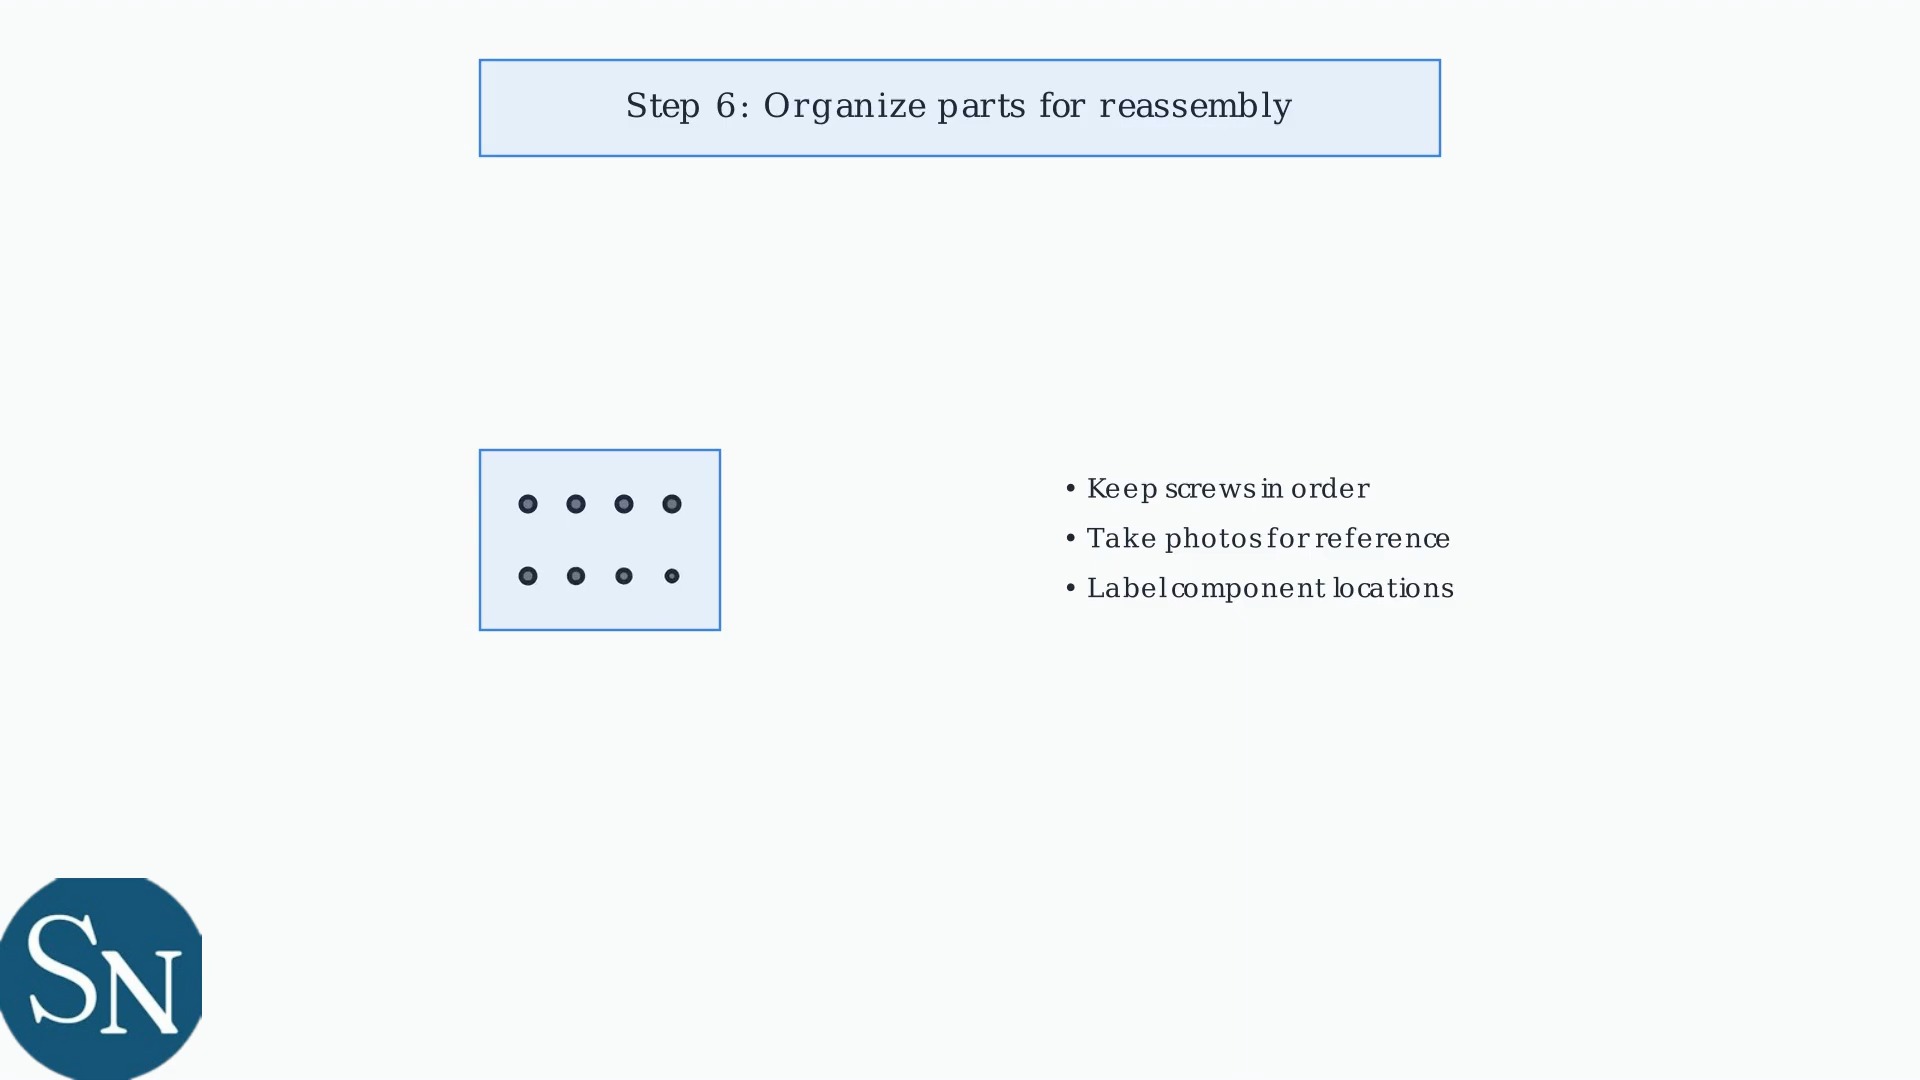 Step 6: Organize parts for reassembly
• Keep screws in order
• Take photos for reference
• Label component locations
SN